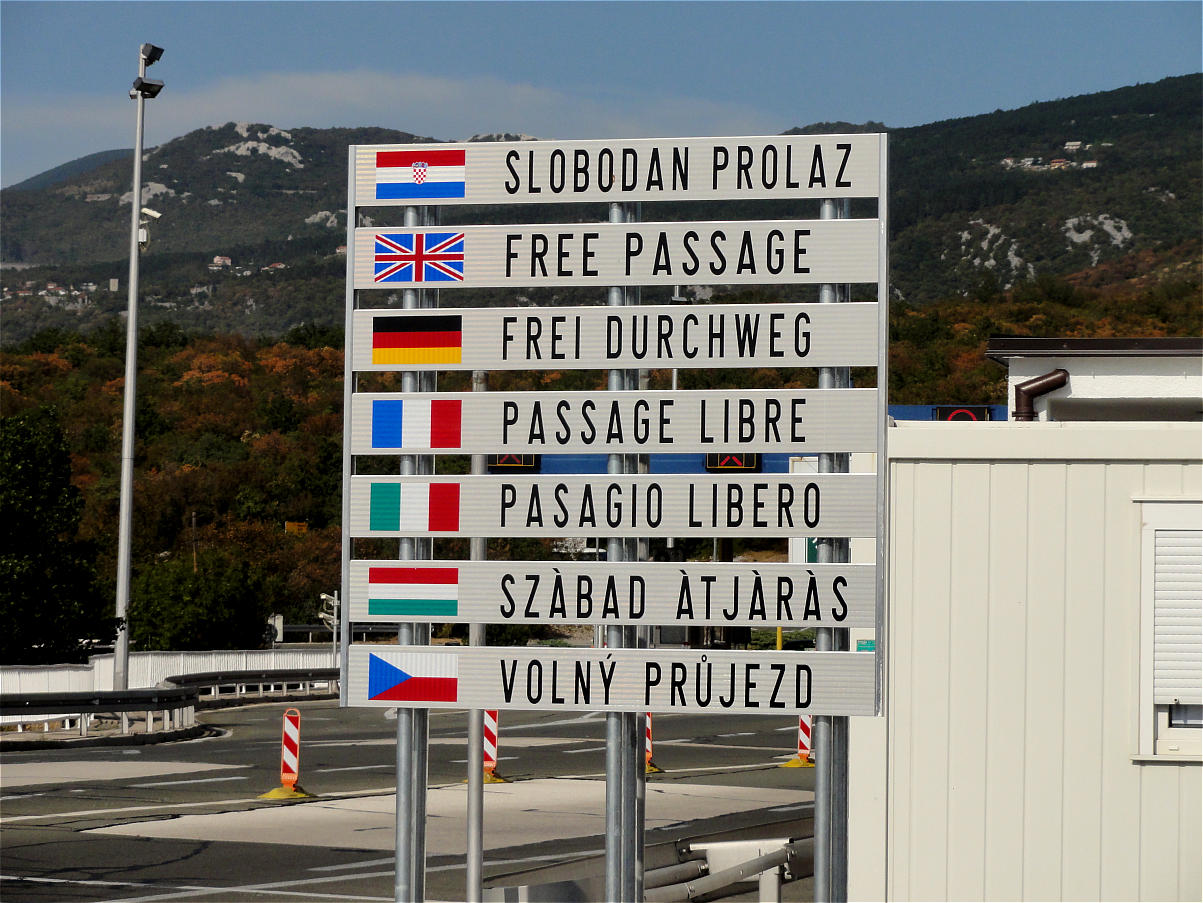 SLOBODAN PROLAZ
FREE PASSAGE
FREI DURCHWEG
PASSAGE LIBRE
PASAGIO LIBERO
SZÀBAD ÀTJÀRÀS
VOLNÝ PRŮJEZD